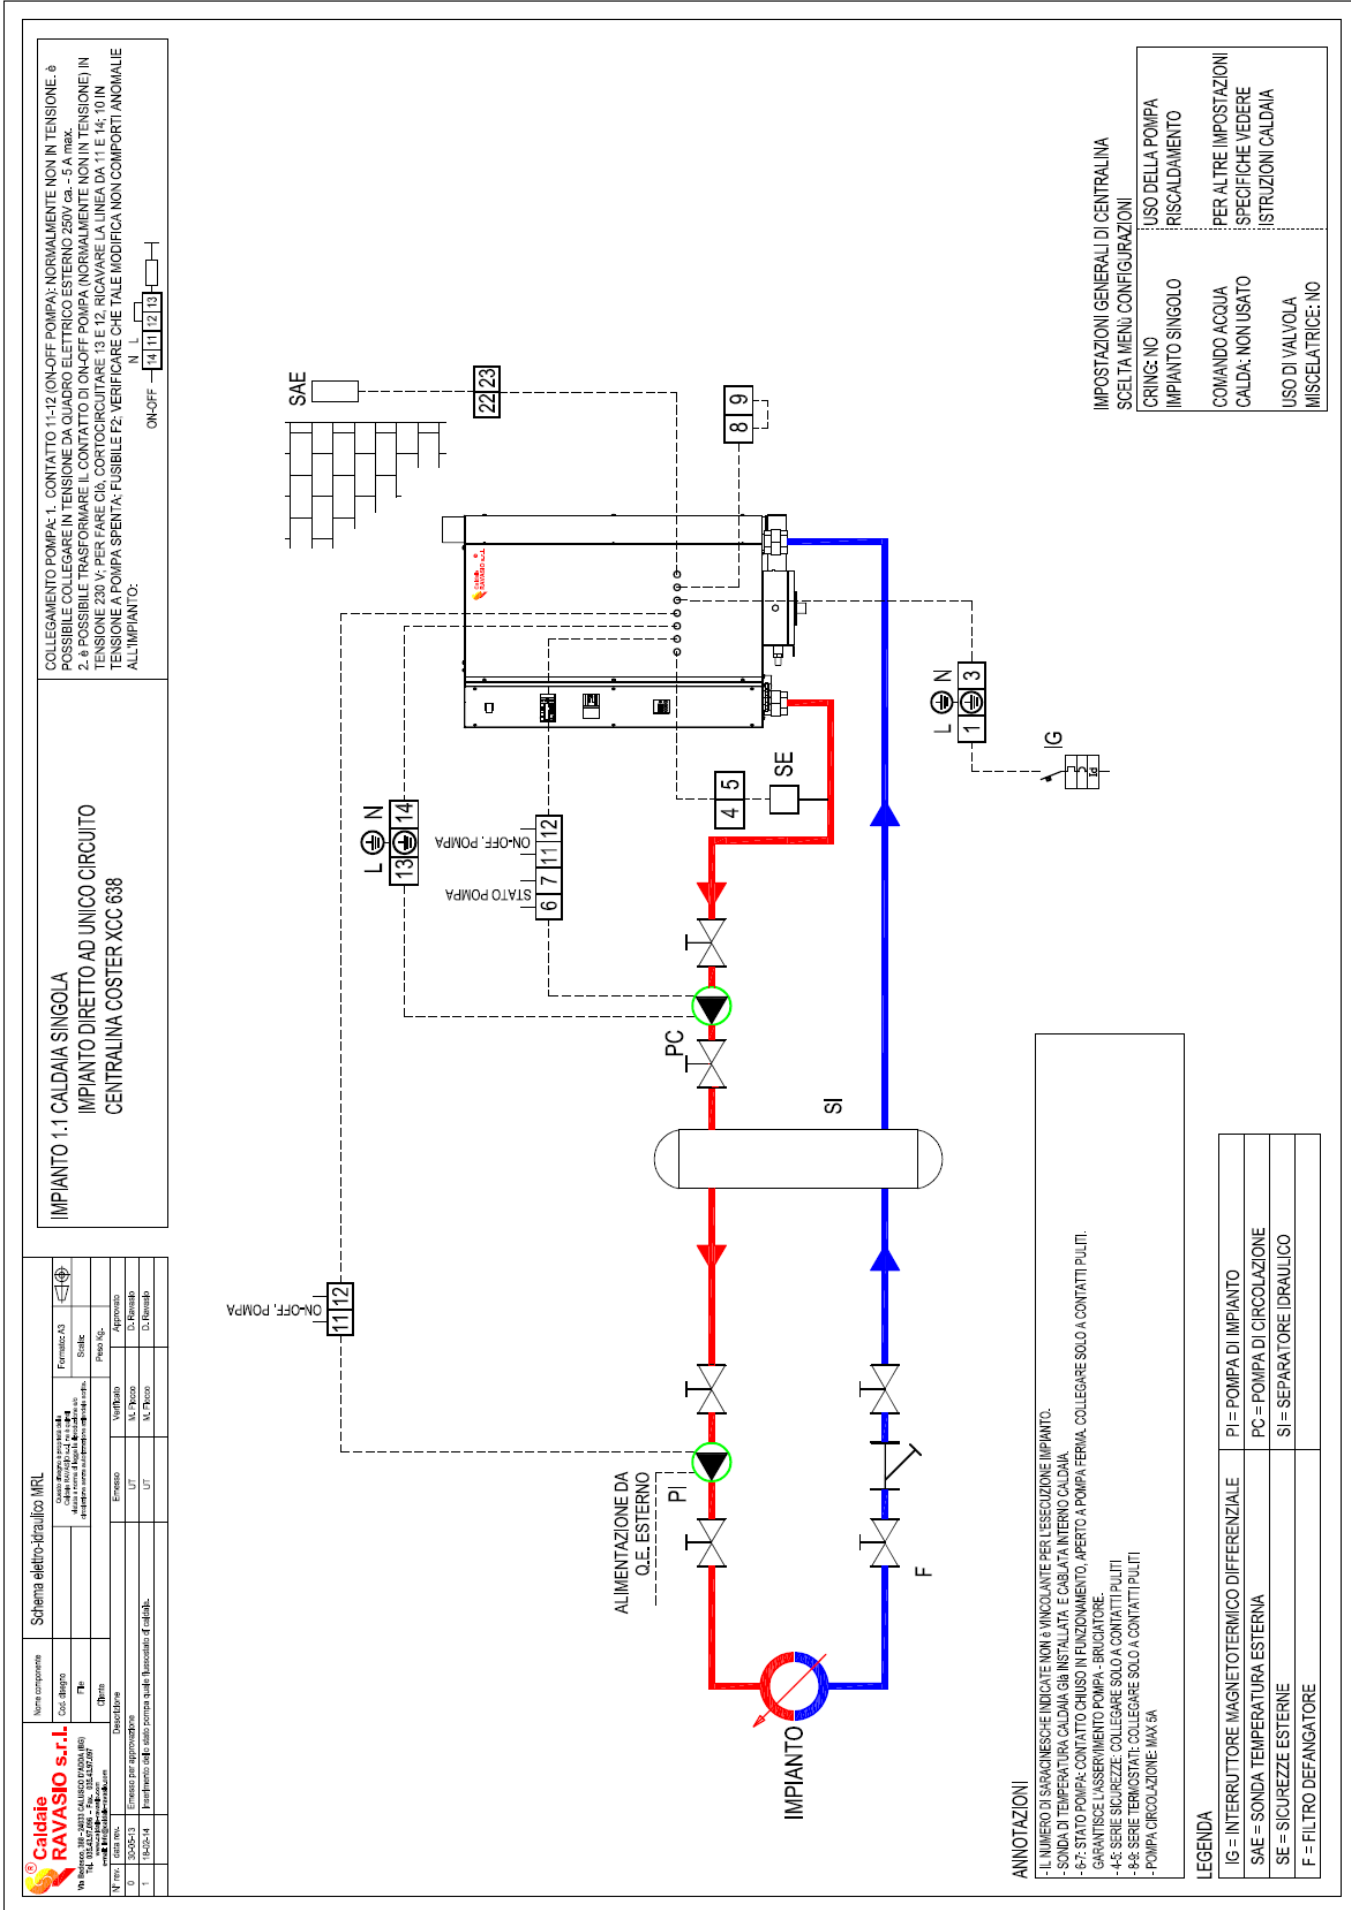 Caldaie
RAVASIO s.r.l.
Nome componente
Schema elettro-idraulico MRL
Cod. disegno
File
Cliente
Formato: A3
Scala:
Peso Kg.
N° rev.
data rev.
Descrizione
Emesso
Verificato
Approvato
0
30-05-13
Emesso per approvazione
UT
M. Fiocco
D. Ravasio
1
18-02-14
Inserimento dello stato pompa quale flussostato di caldaia.
UT
M. Fiocco
D. Ravasio
IMPIANTO 1.1 CALDAIA SINGOLA
IMPIANTO DIRETTO AD UNICO CIRCUITO
CENTRALINA COSTER XCC 638
COLLEGAMENTO POMPA: 1. CONTATTO 11-12 (ON-OFF POMPA): NORMALMENTE NON IN TENSIONE. è
POSSIBILE COLLEGARE IN TENSIONE DA QUADRO ELETTRICO ESTERNO 250V ca. - 5 A max.
2. è POSSIBILE TRASFORMARE IL CONTATTO DI ON-OFF POMPA (NORMALMENTE NON IN TENSIONE) IN
TENSIONE 230 V: PER FARE Ciò, CORTOCIRCUITARE 13 E 12, RICAVARE LA LINEA DA 11 E 14; 10 IN
TENSIONE A POMPA SPENTA: FUSIBILE F2; VERIFICARE CHE TALE MODIFICA NON COMPORTI ANOMALIE
ALL'IMPIANTO:
N L
ON-OFF
14 11 12 13
SAE
22 23
8 9
Caldaie
RAVASIO s.r.l.
L N
13 14
ON-OFF. POMPA
STATO POMPA
6 7 11 12
4 5
SE
L N
1 3
IG
Id
PC
SI
ON-OFF. POMPA
11 12
ALIMENTAZIONE DA
Q.E. ESTERNO
PI
F
IMPIANTO
IMPOSTAZIONI GENERALI DI CENTRALINA
SCELTA MENù CONFIGURAZIONI
CRING: NO
IMPIANTO SINGOLO
USO DELLA POMPA
RISCALDAMENTO
COMANDO ACQUA
CALDA: NON USATO
PER ALTRE IMPOSTAZIONI
SPECIFICHE VEDERE
ISTRUZIONI CALDAIA
USO DI VALVOLA
MISCELATRICE: NO
ANNOTAZIONI
- IL NUMERO DI SARACINESCHE INDICATE NON è VINCOLANTE PER L'ESECUZIONE IMPIANTO.
- SONDA DI TEMPERATURA CALDAIA Già INSTALLATA E CABLATA INTERNO CALDAIA.
- 6-7: STATO POMPA: CONTATTO CHIUSO IN FUNZIONAMENTO, APERTO A POMPA FERMA. COLLEGARE SOLO A CONTATTI PULITI.
GARANTISCE L'ASSERVIMENTO POMPA - BRUCIATORE.
- 4-5: SERIE SICUREZZE: COLLEGARE SOLO A CONTATTI PULITI
- 8-9: SERIE TERMOSTATI: COLLEGARE SOLO A CONTATTI PULITI
- POMPA CIRCOLAZIONE: MAX 5A
LEGENDA
IG = INTERRUTTORE MAGNETOTERMICO DIFFERENZIALE
PI = POMPA DI IMPIANTO
SAE = SONDA TEMPERATURA ESTERNA
PC = POMPA DI CIRCOLAZIONE
SE = SICUREZZE ESTERNE
SI = SEPARATORE IDRAULICO
F = FILTRO DEFANGATORE